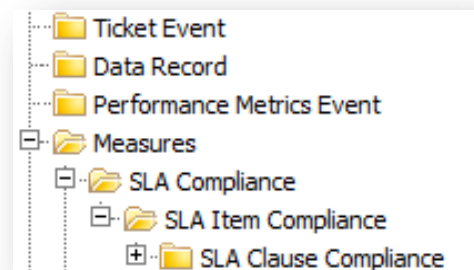 Ticket Event
Data Record
Performance Metrics Event
Measures
SLA Compliance
SLA Item Compliance
SLA Clause Compliance